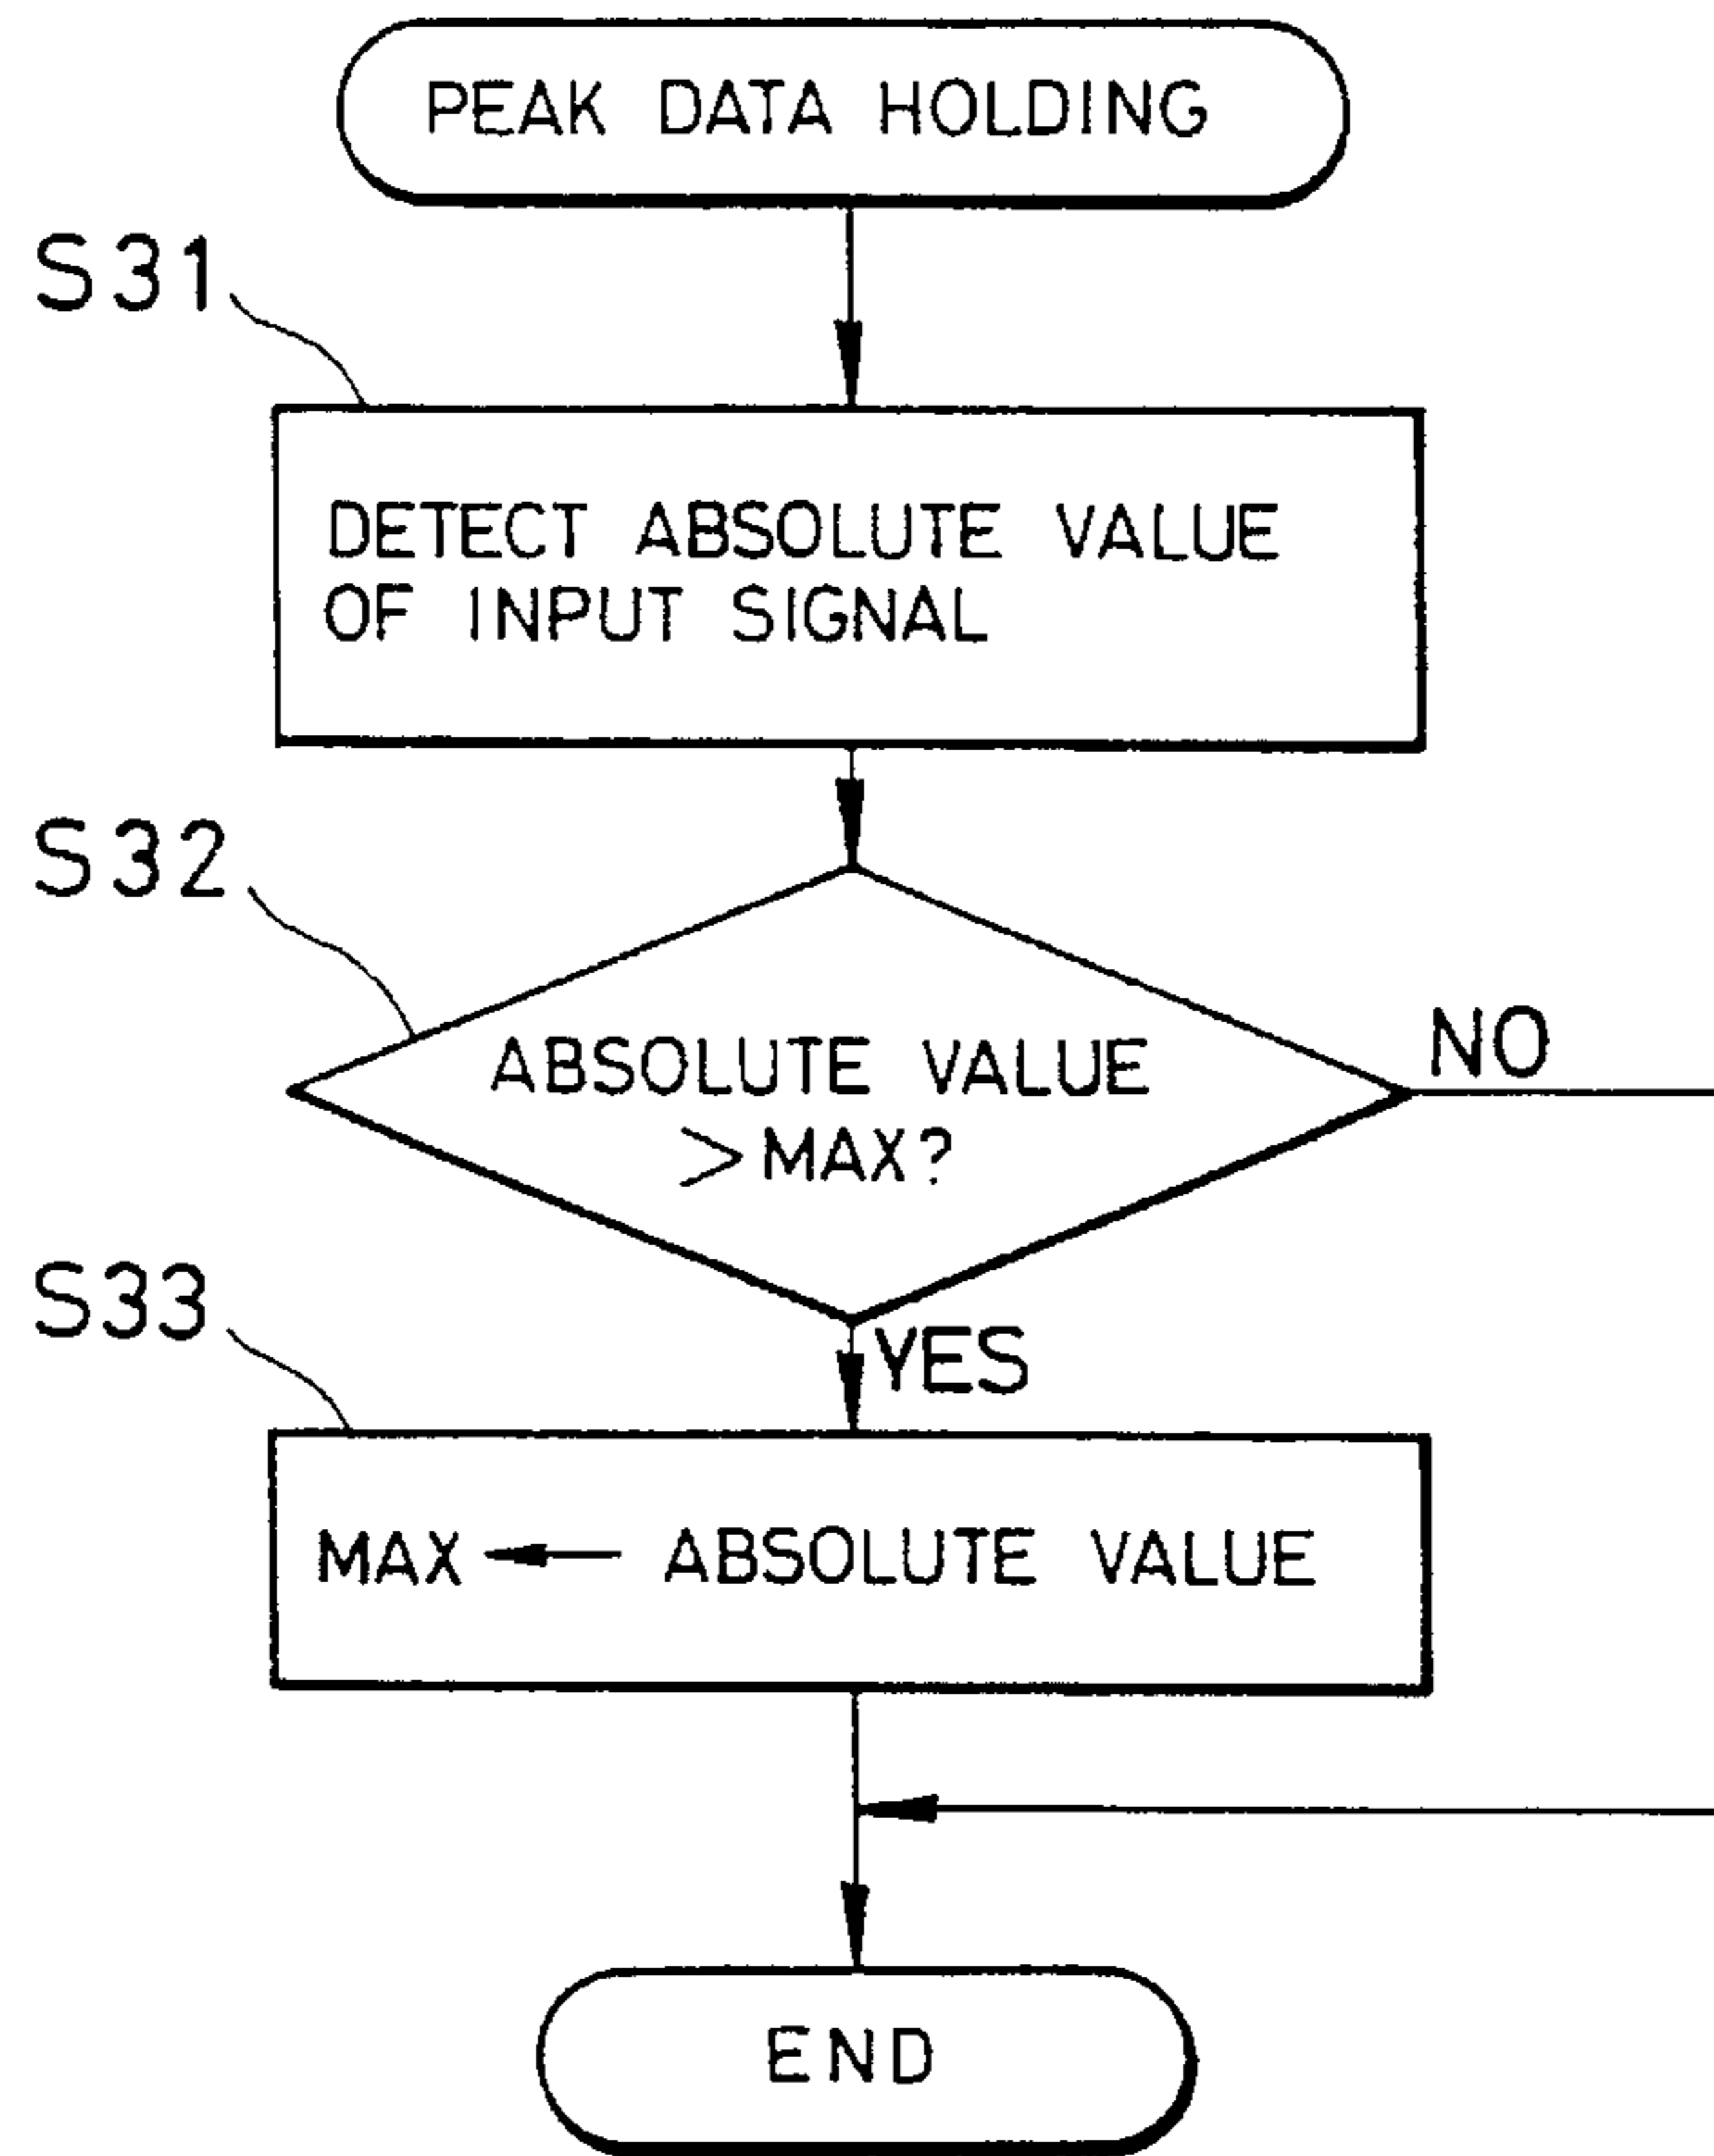 PEAK DATA HOLDING
S31
DETECT ABSOLUTE VALUE
OF INPUT SIGNAL
S32
ABSOLUTE VALUE
>MAX?
NO
YES
S33
MAX ← ABSOLUTE VALUE
END